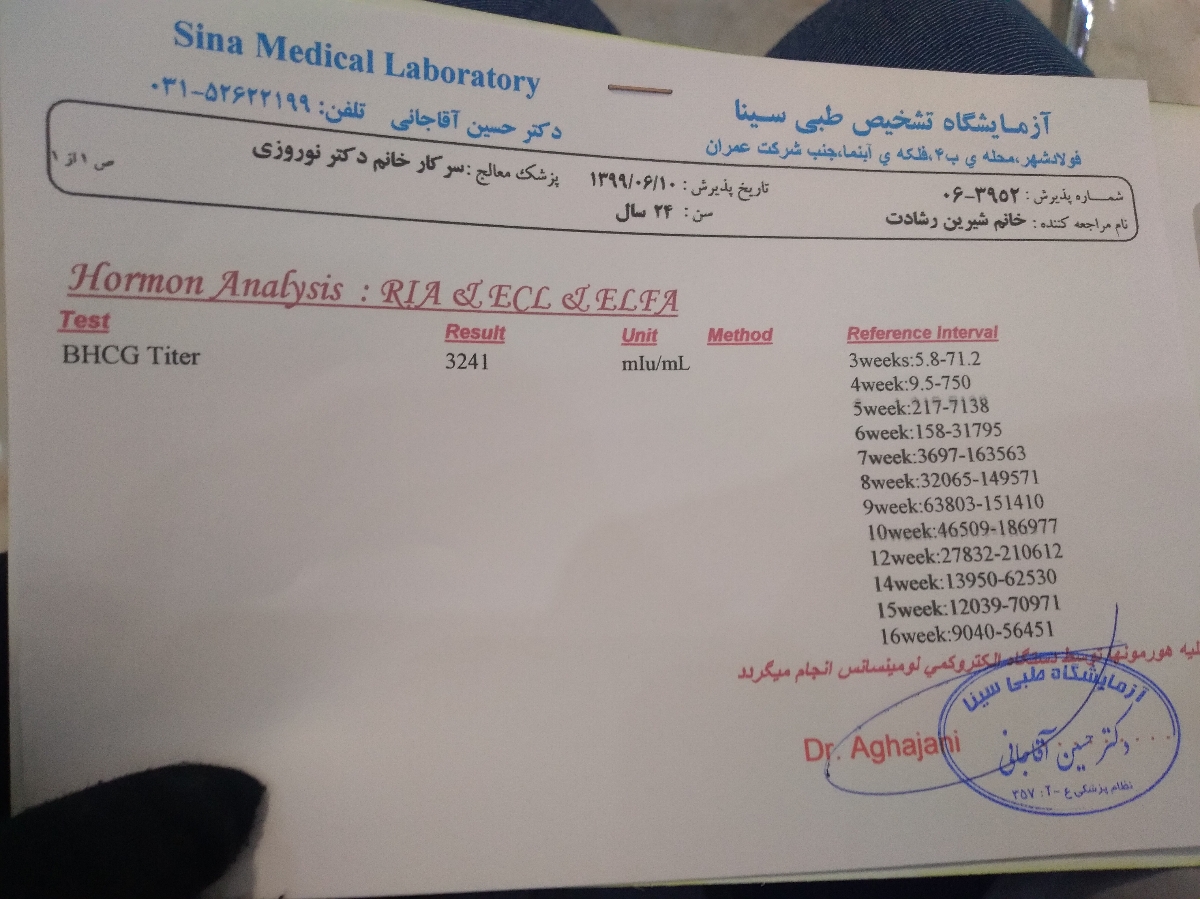 Sina Medical Laboratory
آزمایشگاه تشخیص طبی سینا
دکتر حسین آقاجانی تلفن: ۵۲۶۲۲۱۹۹-۰۳۱
فولادشهر،محله ي ب۴،فلکه ي آبنما،جنب شرکت عمران
شماره پذیرش : ۳۹۵۲-۰۶
تاریخ پذیرش : ۱۳۹۹/۰۶/۱۰
پزشك معالج :سرکار خانم دکتر نوروزی
ص ۱ از ۱
نام مراجعه کننده : خانم شیرین رشادت
سن : ۲۴ سال
Hormon Analysis : RIA & ECL & ELFA
Test Result Unit Method Reference Interval
BHCG Titer 3241 mIu/mL 3weeks:5.8-71.2
4week:9.5-750
5week:217-7138
6week:158-31795
7week:3697-163563
8week:32065-149571
9week:63803-151410
10week:46509-186977
12week:27832-210612
14week:13950-62530
15week:12039-70971
16week:9040-56451
هورمونها توسط دستگاه الکتروکمي لومینسانس انجام میگردد
Dr. Aghajani
آزمایشگاه طبی سینا
دکتر حسین آقاجانی
نظام پزشکی ع -آ: ۳۵۷